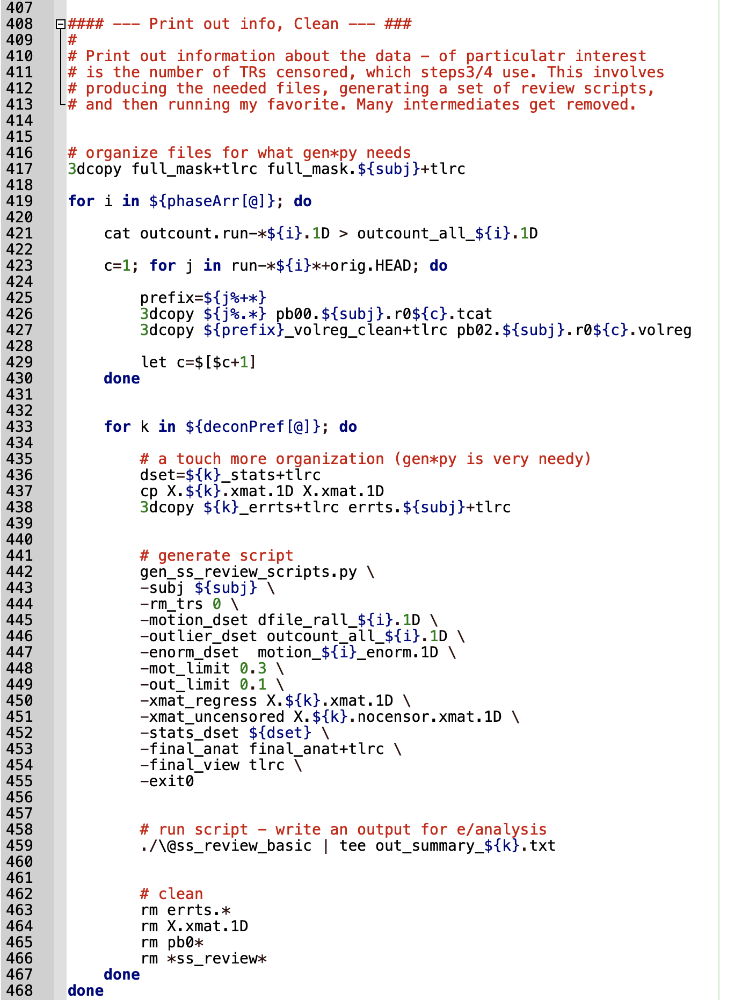 407
408 #### --- Print out info, Clean --- ###
409 #
410 # Print out information about the data - of particulatr interest
411 # is the number of TRs censored, which steps3/4 use. This involves
412 # producing the needed files, generating a set of review scripts,
413 # and then running my favorite. Many intermediates get removed.
414
415
416 # organize files for what gen*py needs
417 3dcopy full_mask+tlrc full_mask.${subj}+tlrc
418
419 for i in ${phaseArr[@]}; do
420
421     cat outcount.run-*${i}.1D > outcount_all_${i}.1D
422
423     c=1; for j in run-*${i}*+orig.HEAD; do
424
425         prefix=${j%+*}
426         3dcopy ${j%.*} pb00.${subj}.r0${c}.tcat
427         3dcopy ${prefix}_volreg_clean+tlrc pb02.${subj}.r0${c}.volreg
428
429         let c=$[$c+1]
430     done
431
432
433     for k in ${deconPref[@]}; do
434
435         # a touch more organization (gen*py is very needy)
436         dset=${k}_stats+tlrc
437         cp X.${k}.xmat.1D X.xmat.1D
438         3dcopy ${k}_errts+tlrc errts.${subj}+tlrc
439
440
441         # generate script
442         gen_ss_review_scripts.py \
443         -subj ${subj} \
444         -rm_trs 0 \
445         -motion_dset dfile_rall_${i}.1D \
446         -outlier_dset outcount_all_${i}.1D \
447         -enorm_dset  motion_${i}_enorm.1D \
448         -mot_limit 0.3 \
449         -out_limit 0.1 \
450         -xmat_regress X.${k}.xmat.1D \
451         -xmat_uncensored X.${k}.nocensor.xmat.1D \
452         -stats_dset ${dset} \
453         -final_anat final_anat+tlrc \
454         -final_view tlrc \
455         -exit0
456
457
458         # run script - write an output for e/analysis
459         ./\@ss_review_basic | tee out_summary_${k}.txt
460
461
462         # clean
463         rm errts.*
464         rm X.xmat.1D
465         rm pb0*
466         rm *ss_review*
467     done
468 done